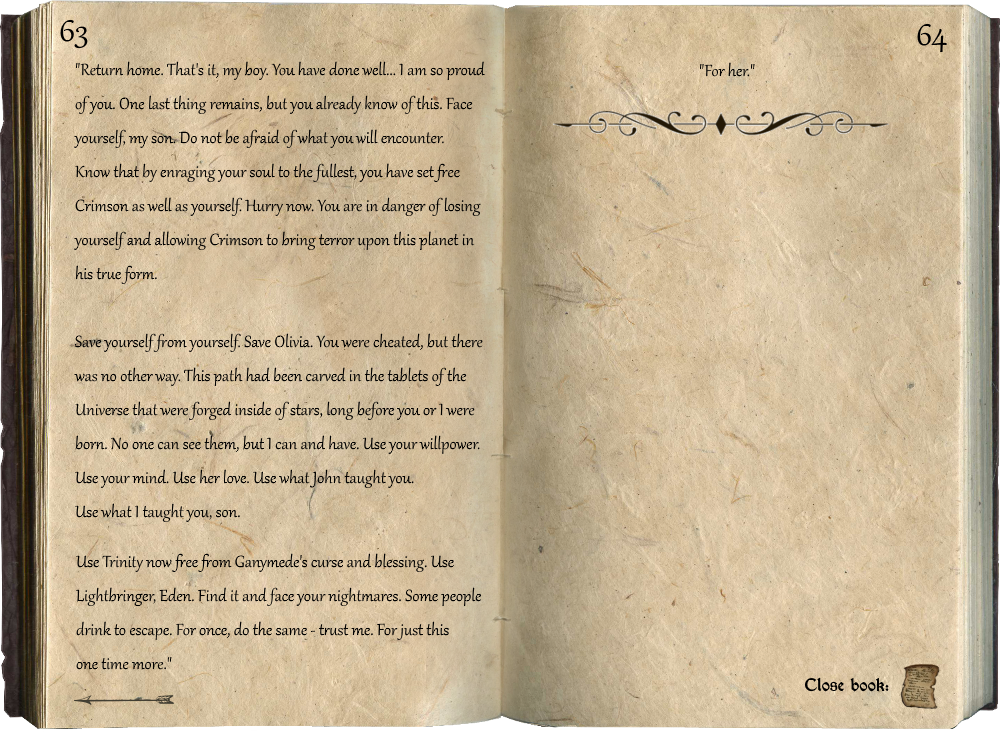 63
"Return home. That's it, my boy. You have done well... I am so proud
of you. One last thing remains, but you already know of this. Face
yourself, my son. Do not be afraid of what you will encounter.
Know that by enraging your soul to the fullest, you have set free
Crimson as well as yourself. Hurry now. You are in danger of losing
yourself and allowing Crimson to bring terror upon this planet in
his true form.
Save yourself from yourself. Save Olivia. You were cheated, but there
was no other way. This path had been carved in the tablets of the
Universe that were forged inside of stars, long before you or I were
born. No one can see them, but I can and have. Use your willpower.
Use your mind. Use her love. Use what John taught you.
Use what I taught you, son.
Use Trinity now free from Ganymede's curse and blessing. Use
Lightbringer, Eden. Find it and face your nightmares. Some people
drink to escape. For once, do the same - trust me. For just this
one time more."
64
"For her."
Close book: